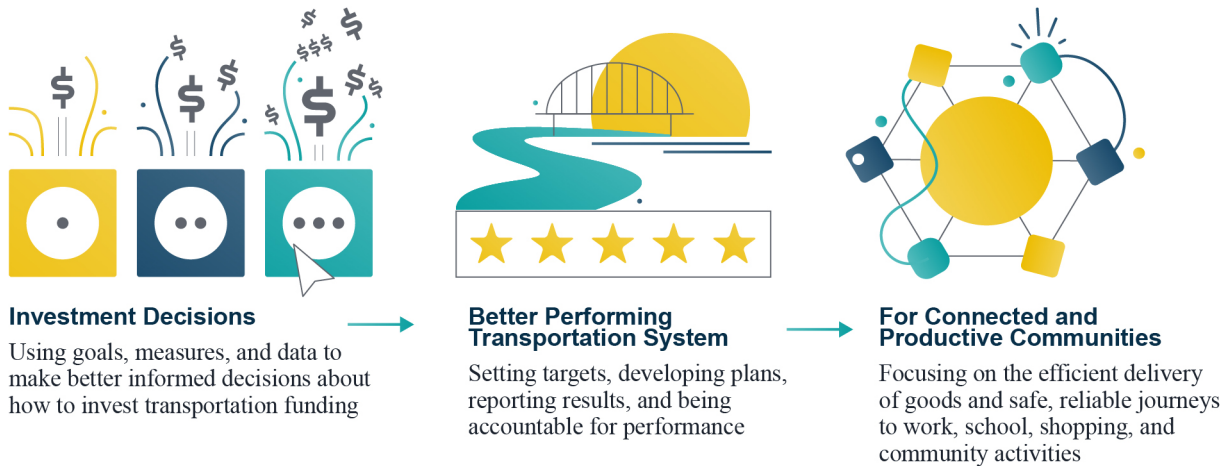 $ $
$ $$$
$ $ $ $ $
$ $ $
Investment Decisions
Using goals, measures, and data to
make better informed decisions about
how to invest transportation funding
Better Performing
Transportation System
Setting targets, developing plans,
reporting results, and being
accountable for performance
For Connected and
Productive Communities
Focusing on the efficient delivery
of goods and safe, reliable journeys
to work, school, shopping, and
community activities